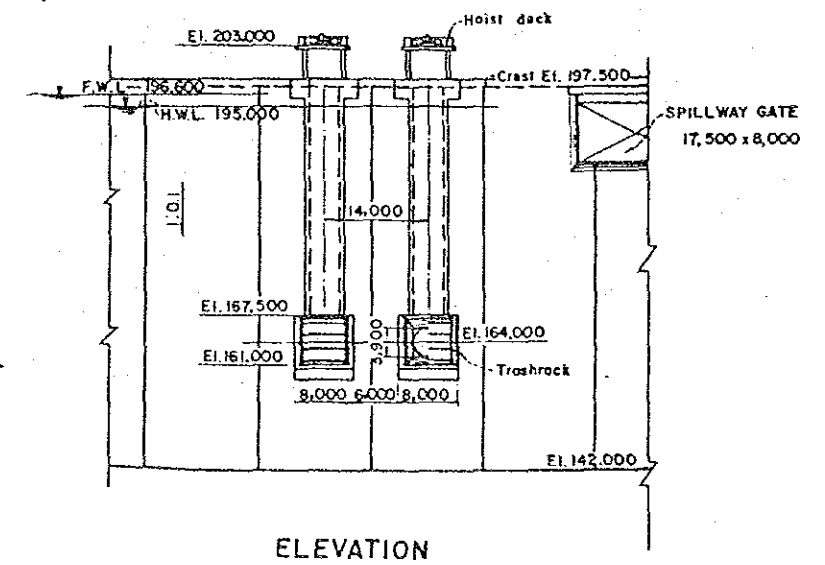 Hoist deck
El. 203.000
Crest El. 197.500
F.W.L. 196.600
H.W.L. 195.000
SPILLWAY GATE
17,500 x 8,000
1:0.1
14,000
El. 167,500
3,900
El. 164,000
El. 161.000
Trashrack
8,000 6,000 8,000
El. 142.000
ELEVATION